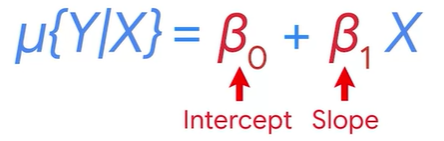 μ{Y|X} = β₀ + β₁ X
Intercept Slope